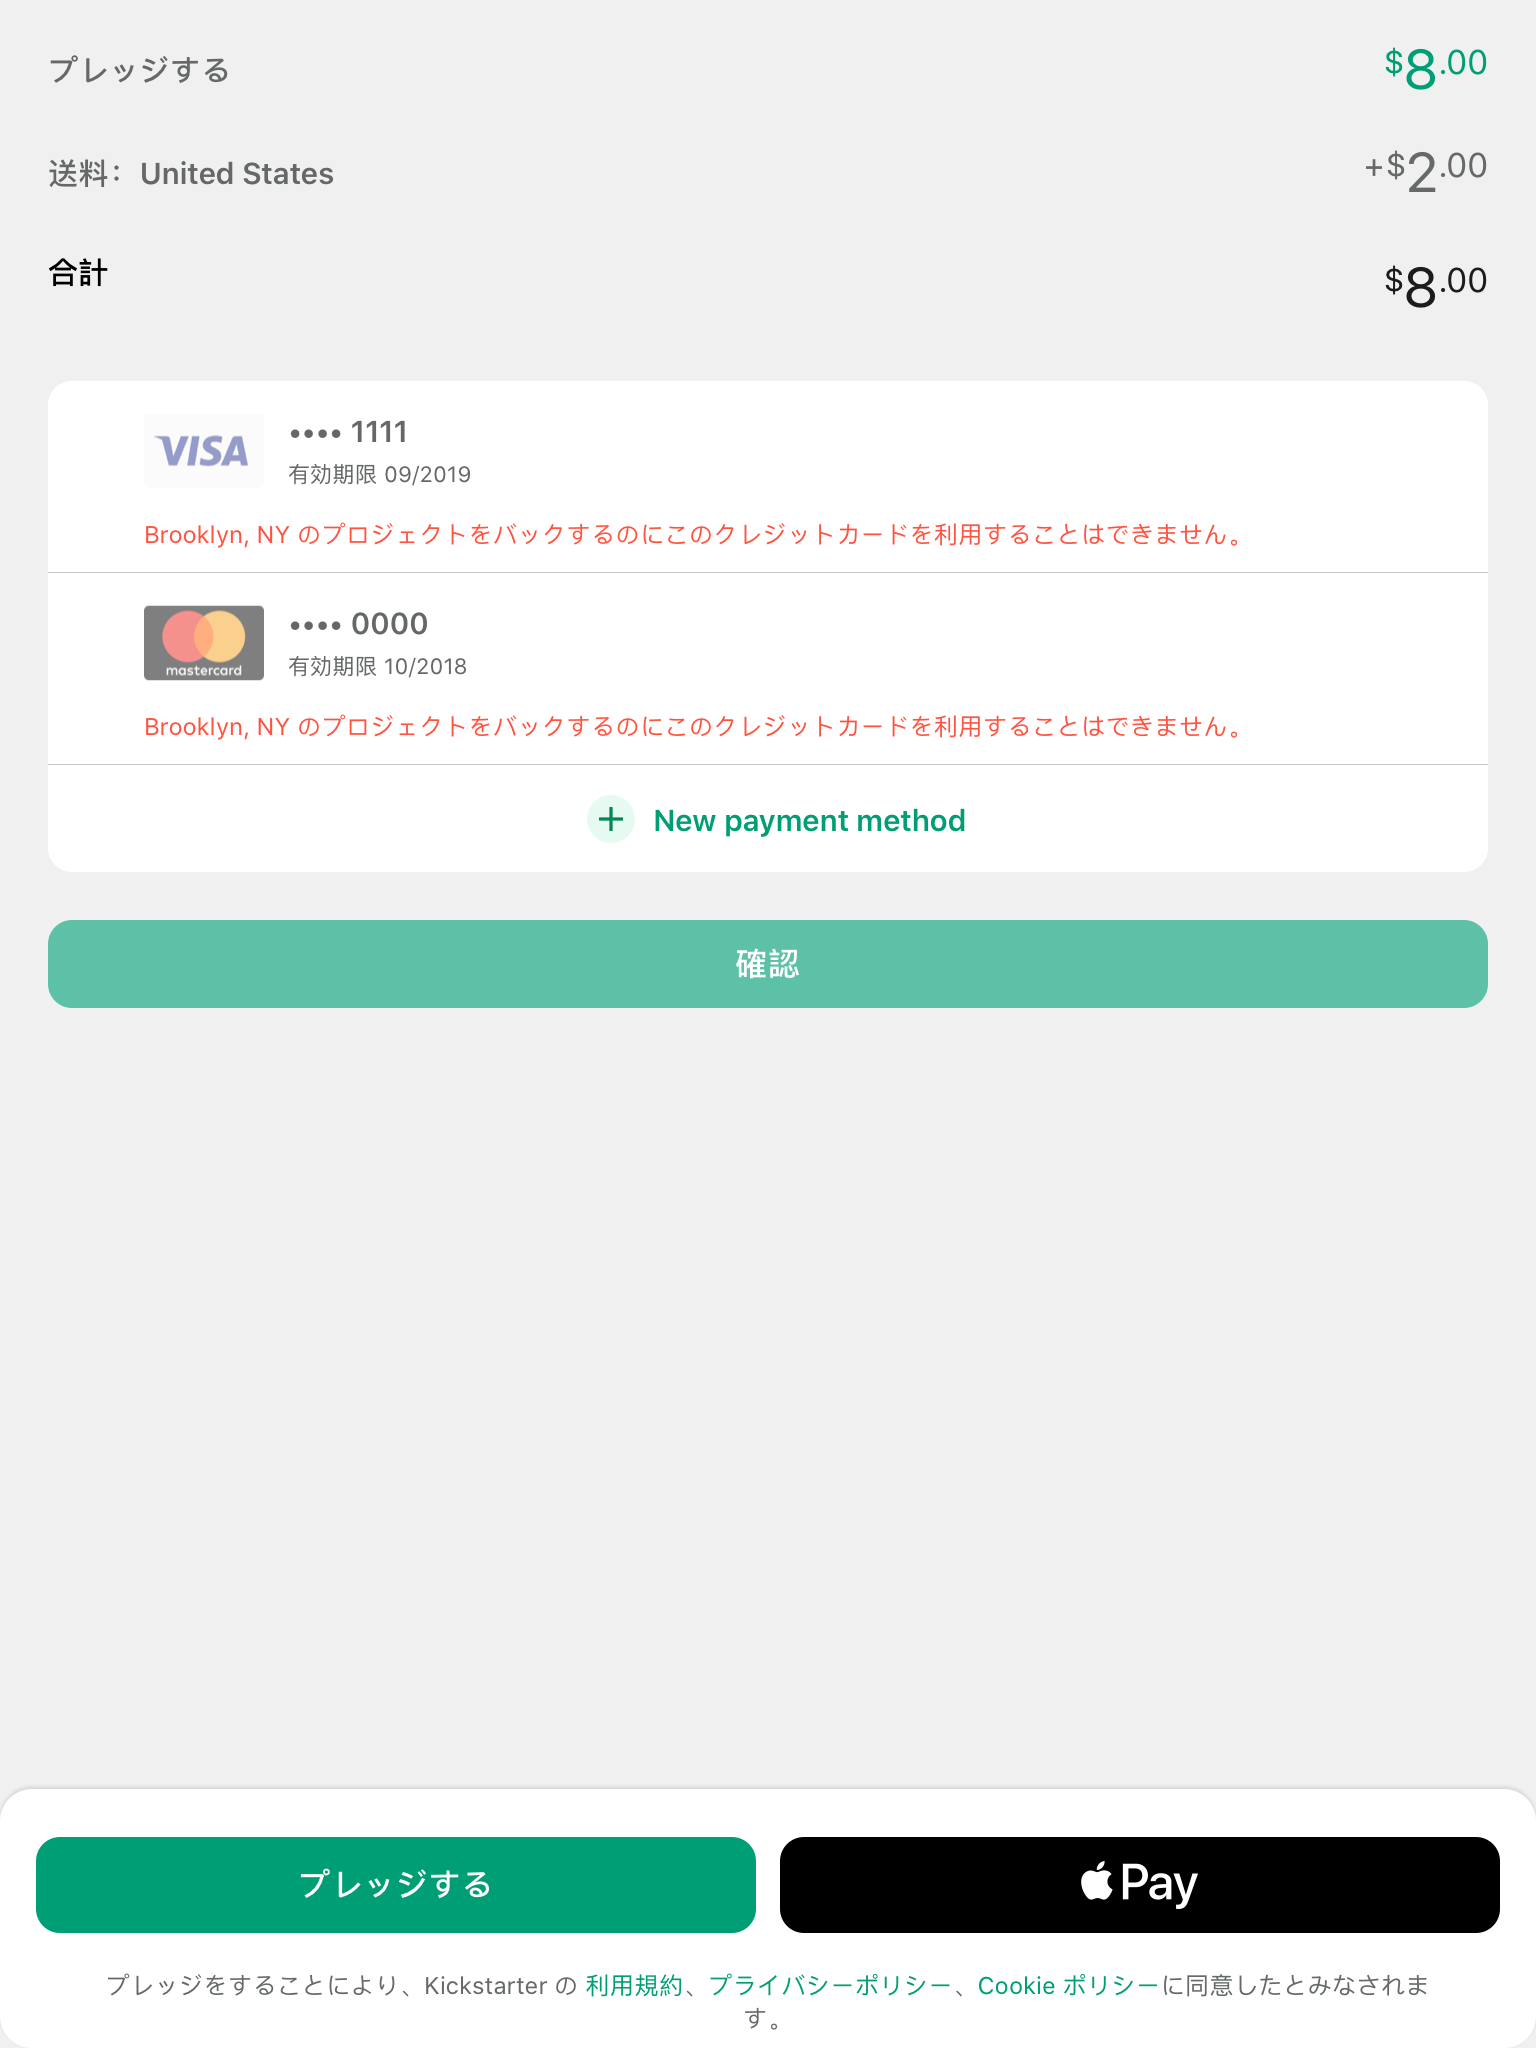 プレッジする $8.00
送料： United States +$2.00
合計 $8.00
VISA •••• 1111
有効期限 09/2019
Brooklyn, NY のプロジェクトをバックするのにこのクレジットカードを利用することはできません。
•••• 0000
有効期限 10/2018
mastercard
Brooklyn, NY のプロジェクトをバックするのにこのクレジットカードを利用することはできません。
+ New payment method
確認
プレッジする
Pay
プレッジをすることにより、Kickstarter の 利用規約、プライバシーポリシー、Cookie ポリシーに同意したとみなされま
す。